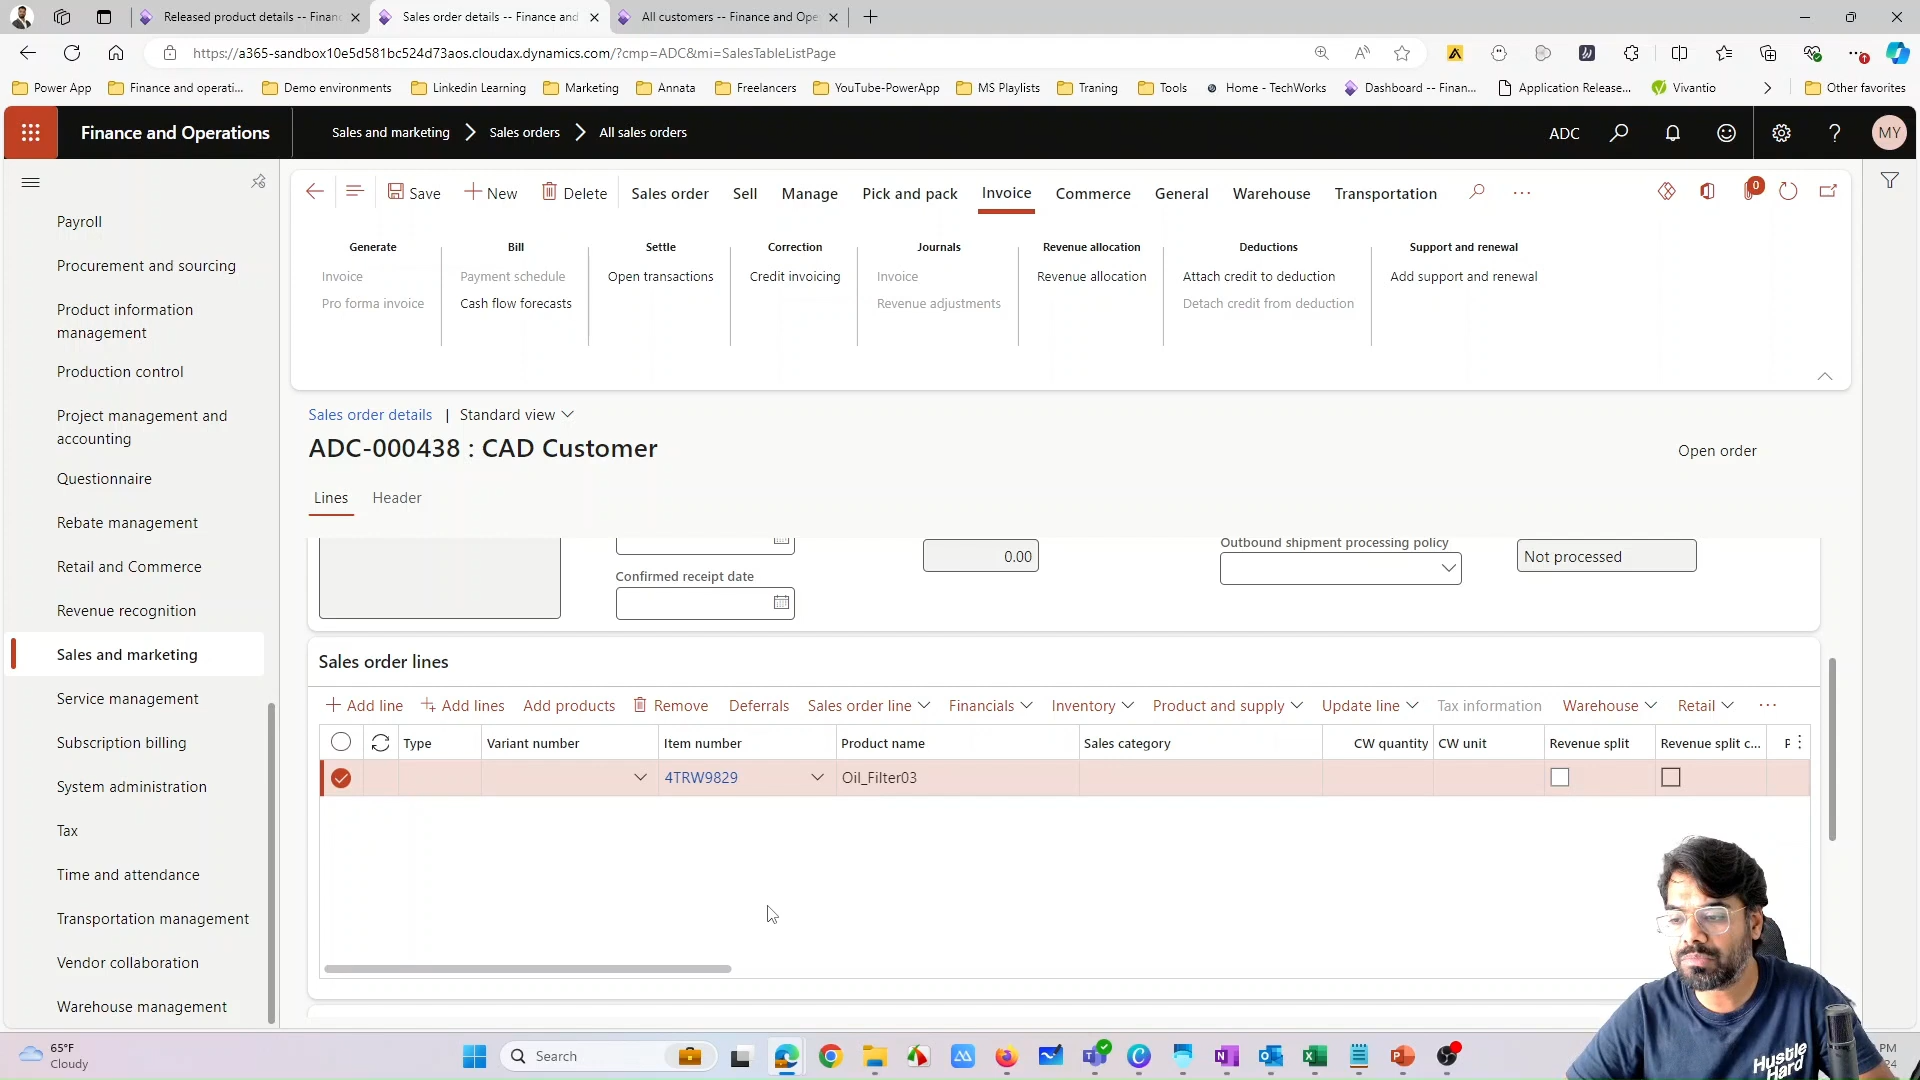 Released product details -- Finan
Sales order details -- Finance and
All customers -- Finance and Ope
https://a365-sandbox10e5d581bc524d73aos.cloudax.dynamics.com/?cmp=ADC&mi=SalesTableListPage
Power App
Finance and operati...
Demo environments
Linkedin Learning
Marketing
Annata
Freelancers
YouTube-PowerApp
MS Playlists
Traning
Tools
Home - TechWorks
Dashboard -- Finan...
Application Release...
Vivantio
Other favorites
Finance and Operations
Sales and marketing
Sales orders
All sales orders
ADC
MY
Save
New
Delete
Sales order
Sell
Manage
Pick and pack
Invoice
Commerce
General
Warehouse
Transportation
0
Generate
Bill
Settle
Correction
Journals
Revenue allocation
Deductions
Support and renewal
Invoice
Payment schedule
Open transactions
Credit invoicing
Invoice
Revenue allocation
Attach credit to deduction
Add support and renewal
Pro forma invoice
Cash flow forecasts
Revenue adjustments
Detach credit from deduction
Payroll
Procurement and sourcing
Product information
management
Production control
Project management and
accounting
Questionnaire
Rebate management
Retail and Commerce
Revenue recognition
Sales and marketing
Service management
Subscription billing
System administration
Tax
Time and attendance
Transportation management
Vendor collaboration
Warehouse management
Sales order details | Standard view
ADC-000438 : CAD Customer
Open order
Lines
Header
Confirmed receipt date
0.00
Outbound shipment processing policy
Not processed
Sales order lines
Add line
Add lines
Add products
Remove
Deferrals
Sales order line
Financials
Inventory
Product and supply
Update line
Tax information
Warehouse
Retail
Type
Variant number
Item number
Product name
Sales category
CW quantity
CW unit
Revenue split
Revenue split c...
4TRW9829
Oil_Filter03
Hustle
Hard
65°F
Cloudy
Search
PM